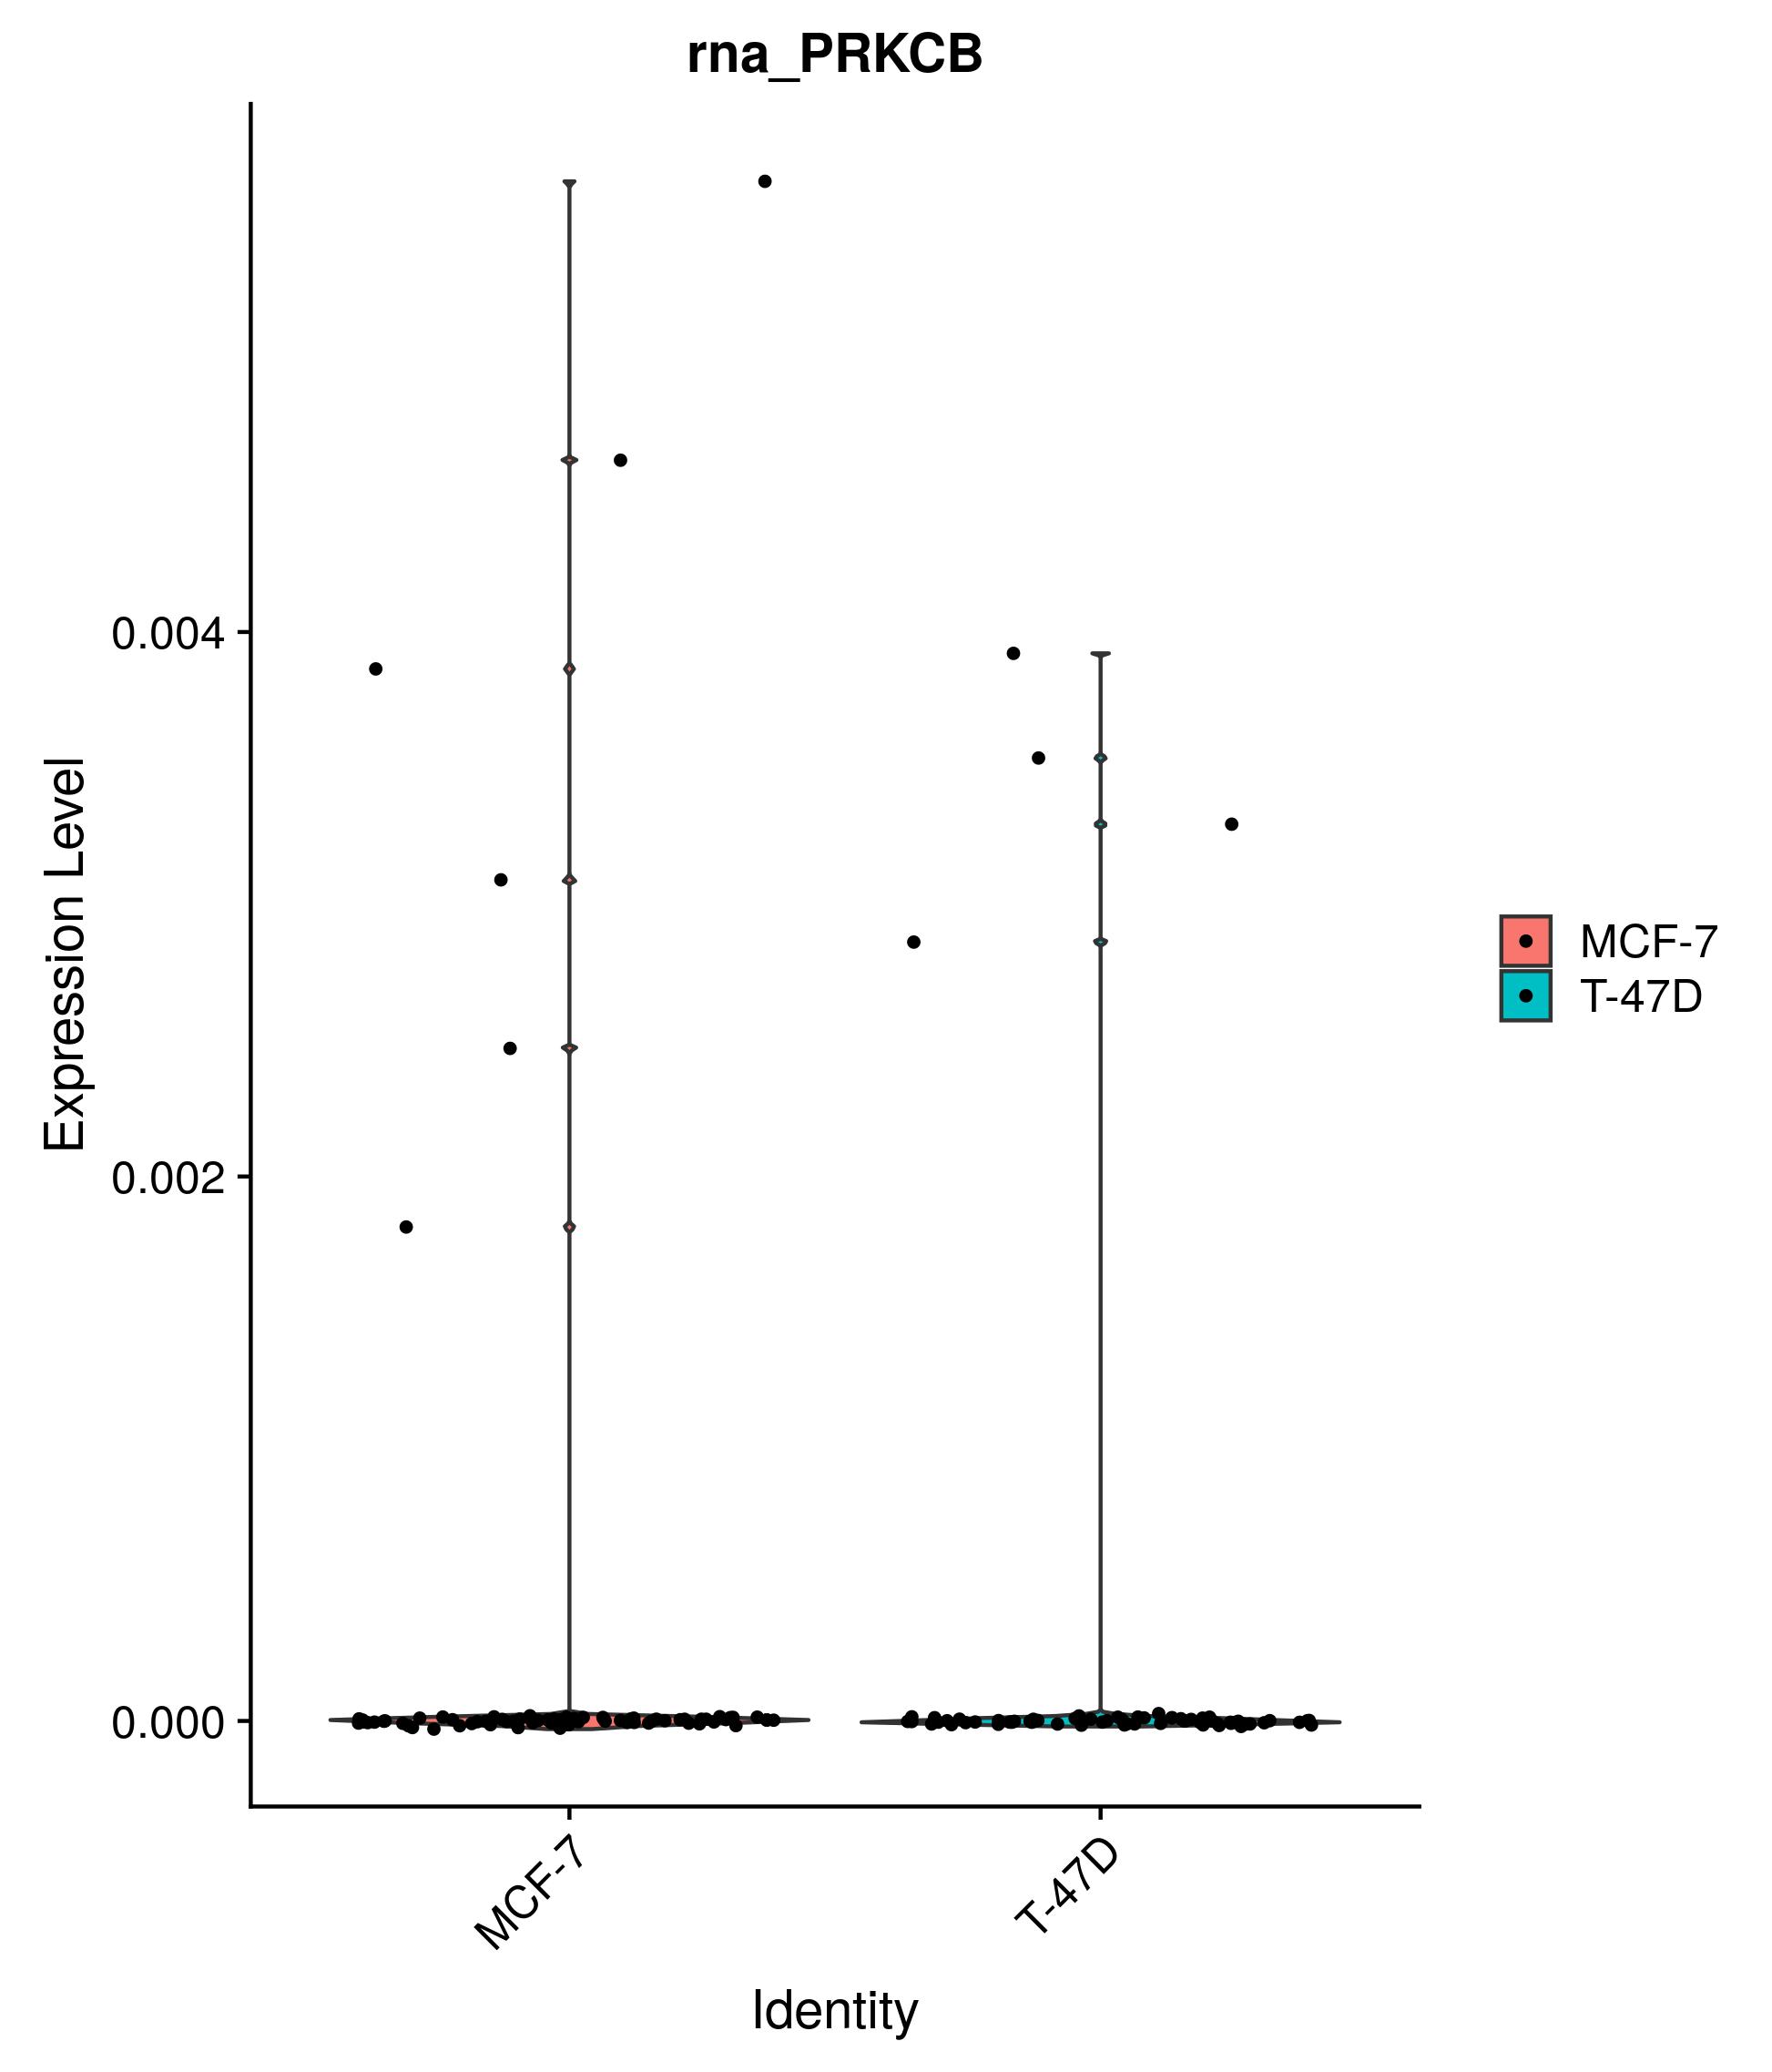 rna_PRKCB
Expression Level
0.004
0.002
0.000
MCF-7
T-47D
Identity
MCF-7
T-47D